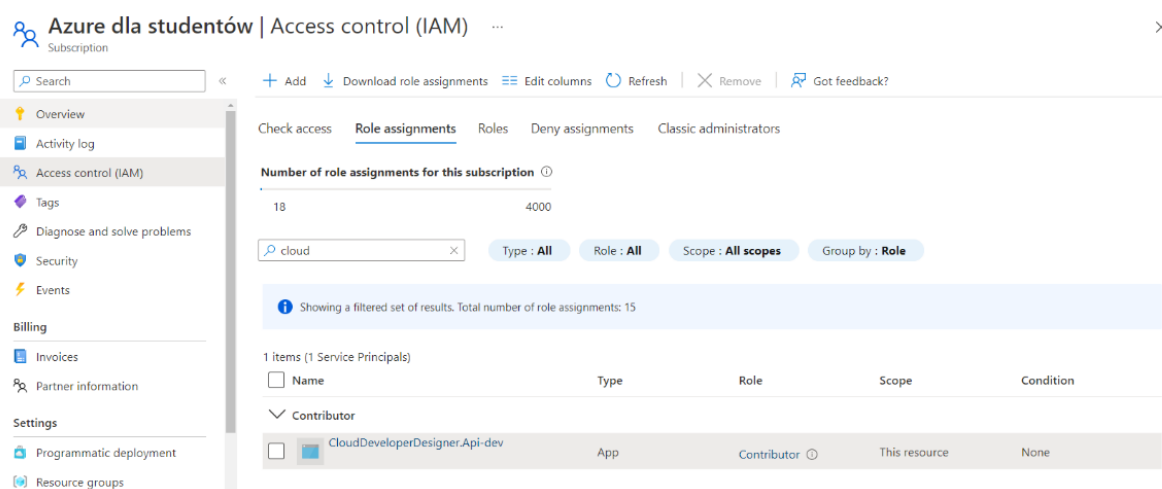 Azure dla studentów | Access control (IAM) ...
Subscription
Search
Overview
Activity log
Access control (IAM)
Tags
Diagnose and solve problems
Security
Events
Billing
Invoices
Partner information
Settings
Programmatic deployment
Resource groups
Add Download role assignments Edit columns Refresh Remove Got feedback?
Check access Role assignments Roles Deny assignments Classic administrators
Number of role assignments for this subscription
18 4000
cloud Type : All Role : All Scope : All scopes Group by : Role
Showing a filtered set of results. Total number of role assignments: 15
1 items (1 Service Principals)
Name Type Role Scope Condition
Contributor
CloudDeveloperDesigner.Api-dev App Contributor This resource None